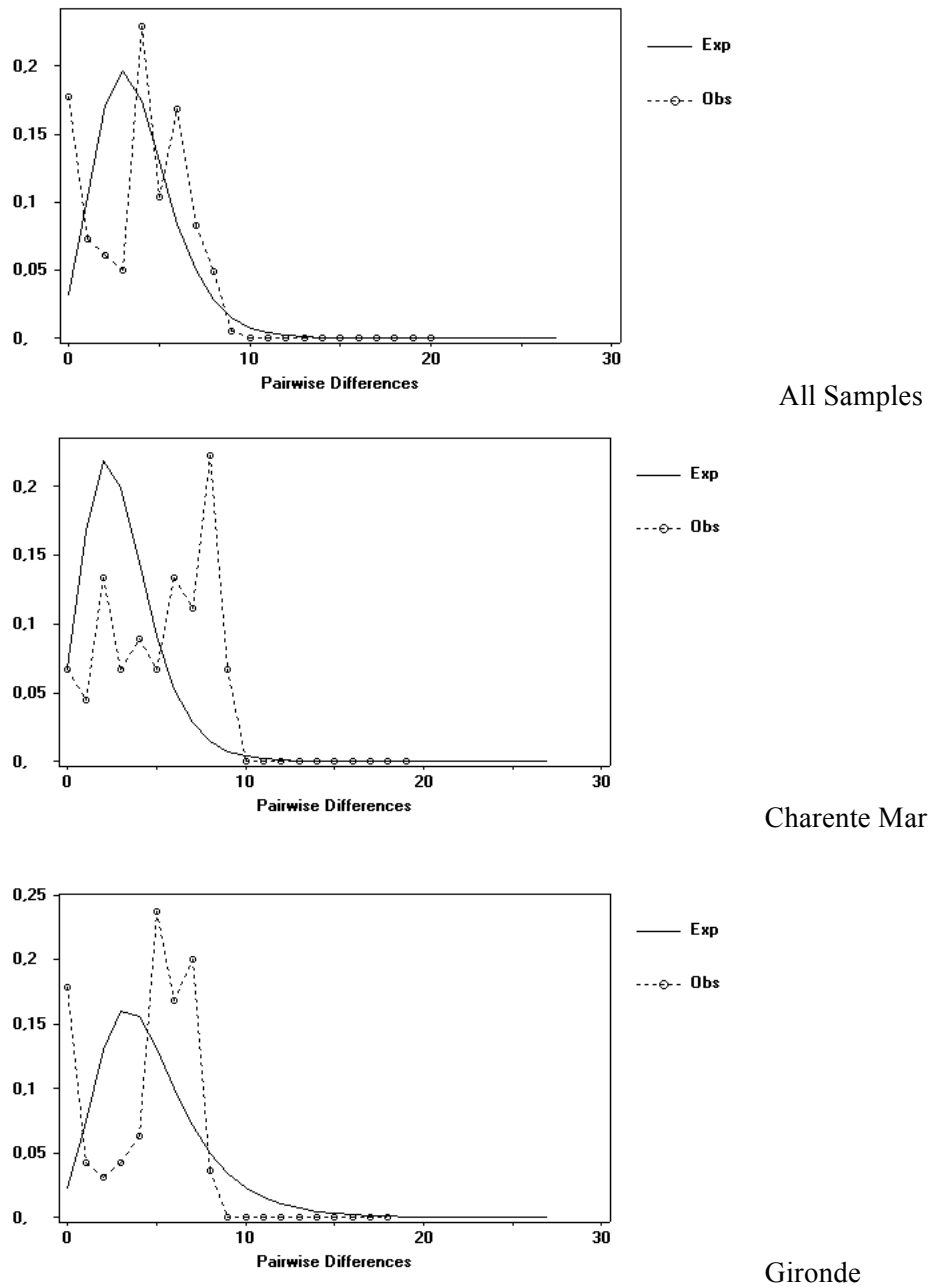 0,2
0,15
0,1
0,05
0,
0 10 20 30
Pairwise Differences
Exp
Obs
All Samples
0,2
0,15
0,1
0,05
0,
0 10 20 30
Pairwise Differences
Exp
Obs
Charente Mar
0,25
0,2
0,15
0,1
0,05
0,
0 10 20 30
Pairwise Differences
Exp
Obs
Gironde